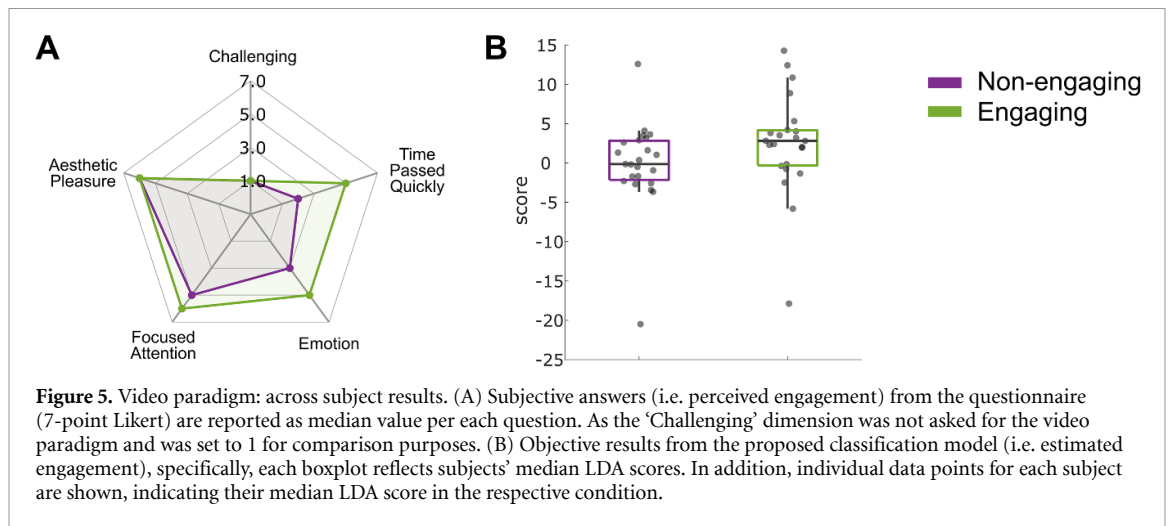 A
Challenging
7.0
5.0
3.0
1.0
Aesthetic
Pleasure
Time
Passed
Quickly
Focused
Attention
Emotion
B
15
10
5
0
-5
-10
-15
-20
-25
score
Non-engaging
Engaging
Figure 5. Video paradigm: across subject results. (A) Subjective answers (i.e. perceived engagement) from the questionnaire
(7-point Likert) are reported as median value per each question. As the ‘Challenging’ dimension was not asked for the video
paradigm and was set to 1 for comparison purposes. (B) Objective results from the proposed classification model (i.e. estimated
engagement), specifically, each boxplot reflects subjects’ median LDA scores. In addition, individual data points for each subject
are shown, indicating their median LDA score in the respective condition.